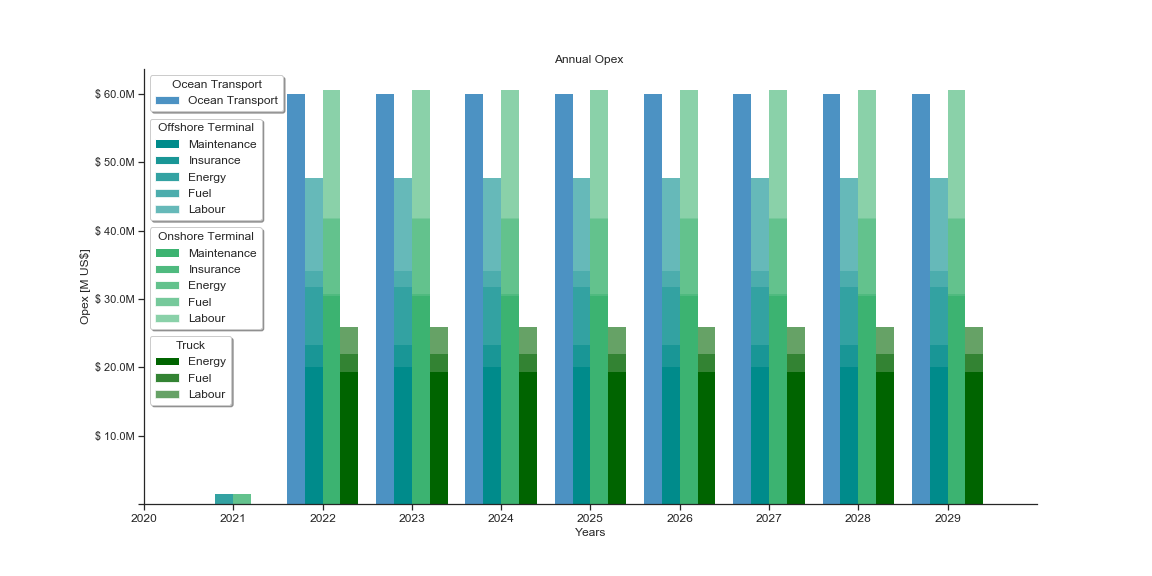 Annual Opex
Ocean Transport
Ocean Transport
Offshore Terminal
Maintenance
Insurance
Energy
Fuel
Labour
Onshore Terminal
Maintenance
Insurance
Energy
Fuel
Labour
Truck
Energy
Fuel
Labour
Opex [M US$]
$ 60.0M
$ 50.0M
$ 40.0M
$ 30.0M
$ 20.0M
$ 10.0M
2020 2021 2022 2023 2024 2025 2026 2027 2028 2029
Years